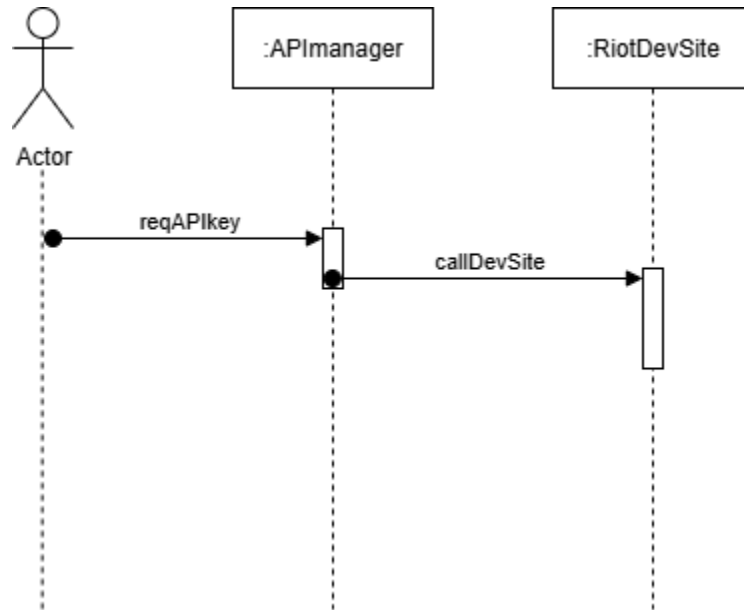 :APImanager
:RiotDevSite
Actor
reqAPIkey
callDevSite